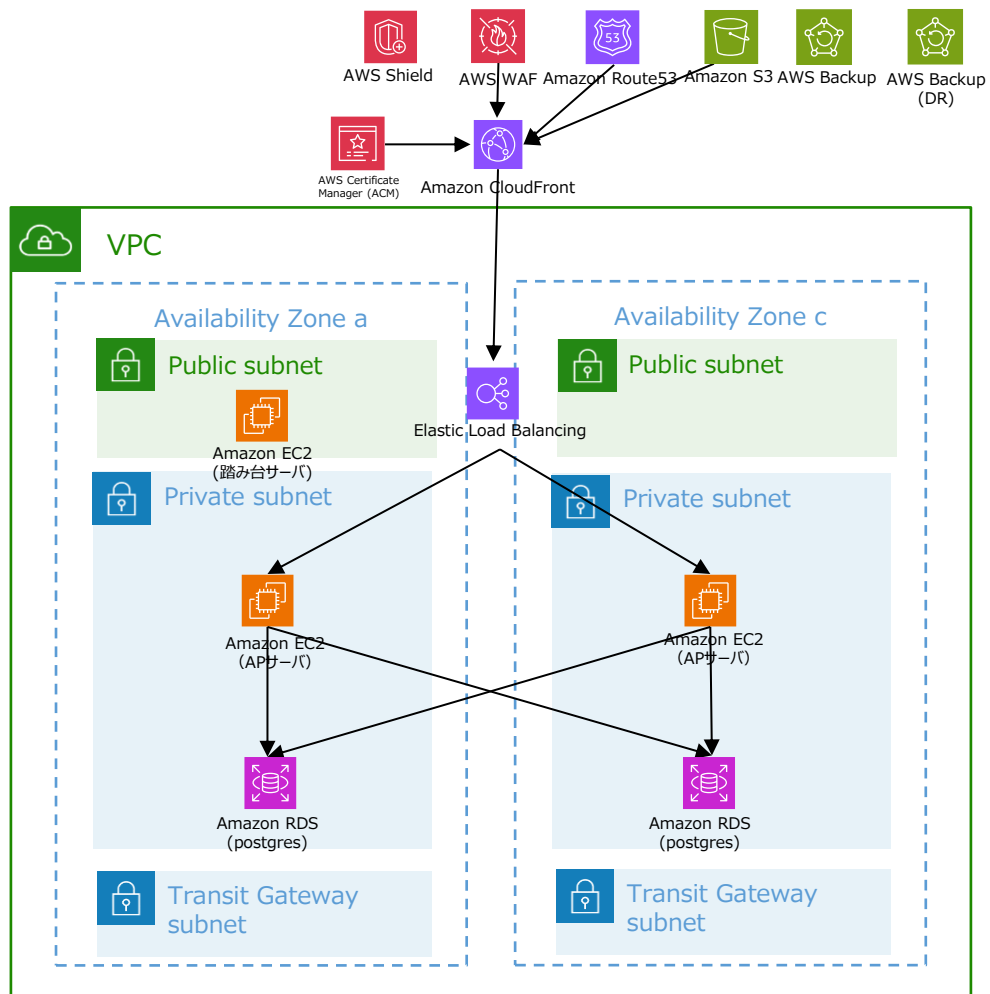 AWS Shield
AWS WAF
Amazon Route53
Amazon S3
AWS Backup
AWS Backup
(DR)
53
AWS Certificate
Manager (ACM)
Amazon CloudFront
VPC
Availability Zone a
Availability Zone c
Public subnet
Public subnet
Elastic Load Balancing
Amazon EC2
(踏み台サーバ)
Private subnet
Private subnet
Amazon EC2
(APサーバ)
Amazon EC2
(APサーバ)
Amazon RDS
(postgres)
Amazon RDS
(postgres)
Transit Gateway
subnet
Transit Gateway
subnet